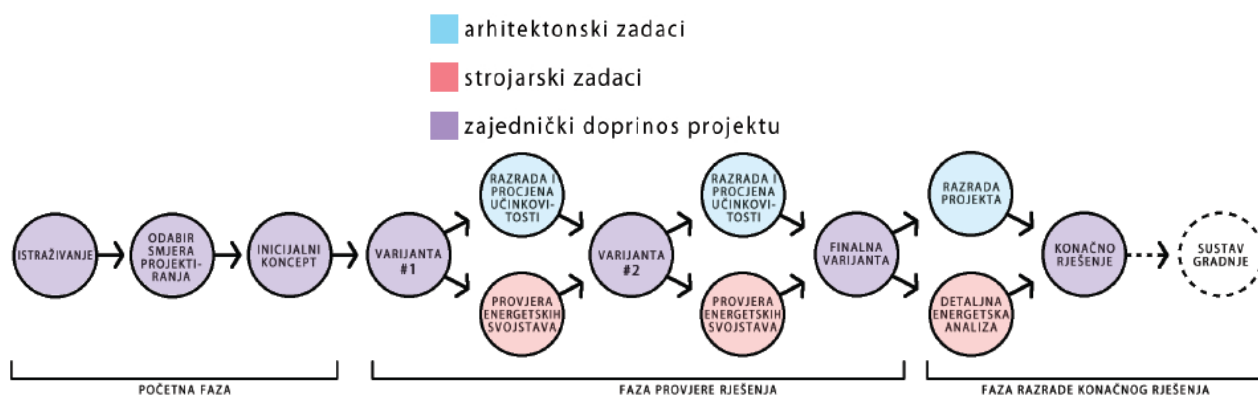 arhitektonski zadaci
strojarski zadaci
zajednički doprinos projektu
ISTRAŽIVANJE
ODABIR
SMJERA
PROJEKTI-
RANJA
INICIJALNI
KONCEPT
VARIJANTA
#1
RAZRADA I
PROCJENA
UČINKOVI-
TOSTI
PROVJERA
ENERGETSKIH
SVOJSTAVA
VARIJANTA
#2
RAZRADA I
PROCJENA
UČINKOVI-
TOSTI
PROVJERA
ENERGETSKIH
SVOJSTAVA
FINALNA
VARIJANTA
RAZRADA
PROJEKTA
DETALJNA
ENERGETSKA
ANALIZA
KONAČNO
RJEŠENJE
SUSTAV
GRADNJE
POČETNA FAZA
FAZA PROVJERE RJEŠENJA
FAZA RAZRADE KONAČNOG RJEŠENJA